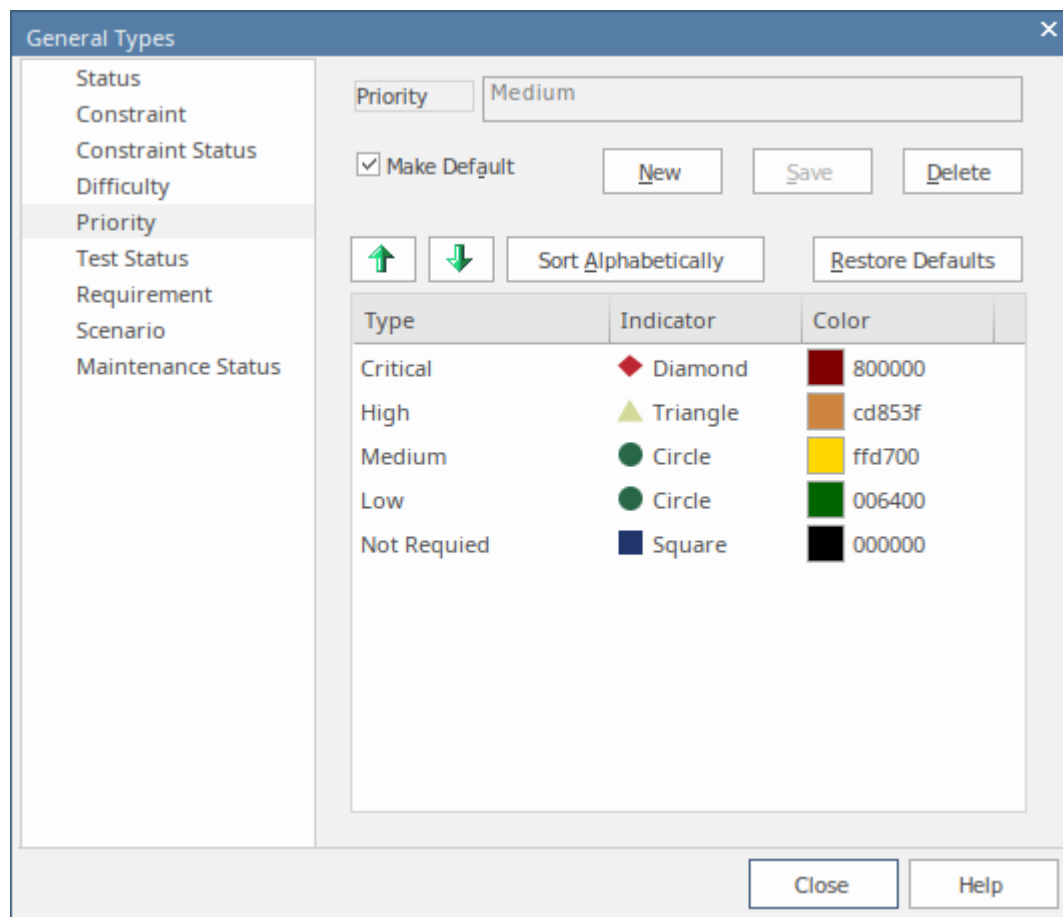 General Types
Status
Constraint
Constraint Status
Difficulty
Priority
Test Status
Requirement
Scenario
Maintenance Status
Priority Medium
Make Default New Save Delete
Sort Alphabetically Restore Defaults
Type Indicator Color
Critical Diamond 800000
High Triangle cd853f
Medium Circle ffd700
Low Circle 006400
Not Requied Square 000000
Close Help